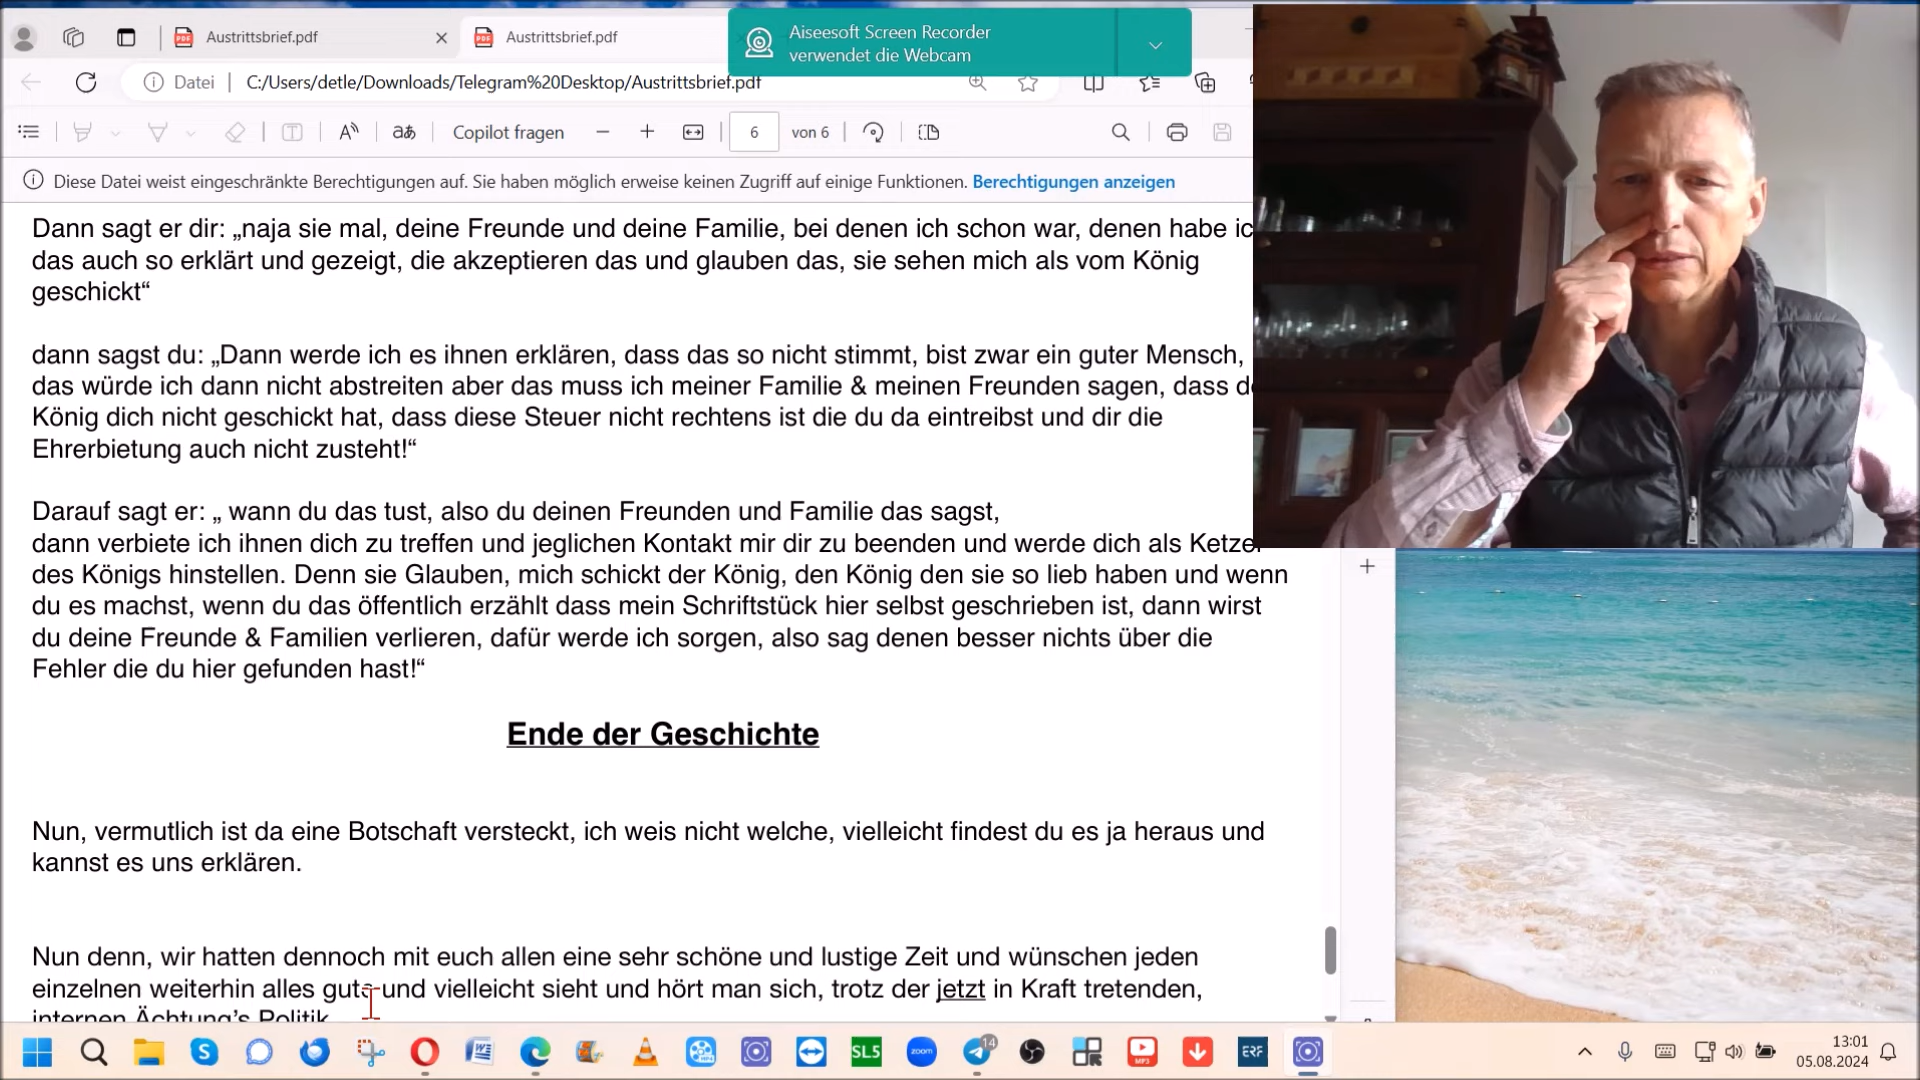 Austrittsbrief.pdf
Austrittsbrief.pdf
Aiseesoft Screen Recorder
verwendet die Webcam
Datei
C:/Users/detle/Downloads/Telegram%20Desktop/Austrittsbrief.pdf
Copilot fragen
6
von 6
Diese Datei weist eingeschränkte Berechtigungen auf. Sie haben möglich erweise keinen Zugriff auf einige Funktionen. Berechtigungen anzeigen
Dann sagt er dir: „naja sie mal, deine Freunde und deine Familie, bei denen ich schon war, denen habe ic
das auch so erklärt und gezeigt, die akzeptieren das und glauben das, sie sehen mich als vom König
geschickt“
dann sagst du: „Dann werde ich es ihnen erklären, dass das so nicht stimmt, bist zwar ein guter Mensch,
das würde ich dann nicht abstreiten aber das muss ich meiner Familie & meinen Freunden sagen, dass d
König dich nicht geschickt hat, dass diese Steuer nicht rechtens ist die du da eintreibst und dir die
Ehrerbietung auch nicht zusteht!“
Darauf sagt er: „ wann du das tust, also du deinen Freunden und Familie das sagst,
dann verbiete ich ihnen dich zu treffen und jeglichen Kontakt mir dir zu beenden und werde dich als Ketzer
des Königs hinstellen. Denn sie Glauben, mich schickt der König, den König den sie so lieb haben und wenn
du es machst, wenn du das öffentlich erzählt dass mein Schriftstück hier selbst geschrieben ist, dann wirst
du deine Freunde & Familien verlieren, dafür werde ich sorgen, also sag denen besser nichts über die
Fehler die du hier gefunden hast!“
Ende der Geschichte
Nun, vermutlich ist da eine Botschaft versteckt, ich weis nicht welche, vielleicht findest du es ja heraus und
kannst es uns erklären.
Nun denn, wir hatten dennoch mit euch allen eine sehr schöne und lustige Zeit und wünschen jeden
einzelnen weiterhin alles gute und vielleicht sieht und hört man sich, trotz der jetzt in Kraft tretenden,
internen Ächtung’s Politik
SL5
zoom
14
MP3
ERF
13:01
05.08.2024